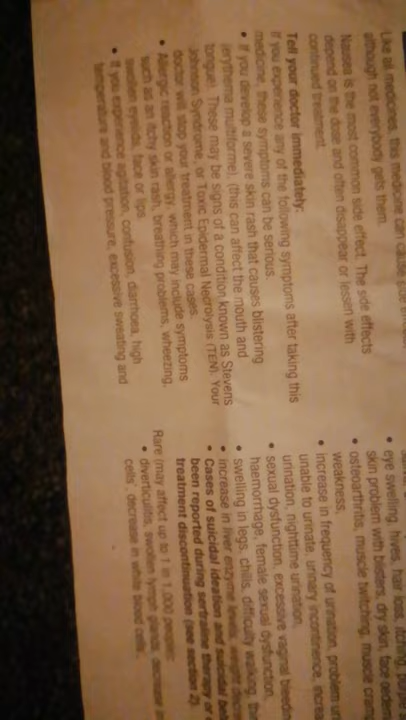 Like all medicines, this medicine can cause side effects,
although not everybody gets them.
Nausea is the most common side effect. The side effects
depend on the dose and often disappear or lessen with
continued treatment.
Tell your doctor immediately:
If you experience any of the following symptoms after taking this
medicine, these symptoms can be serious.
• If you develop a severe skin rash that causes blistering
(erythema multiforme), (this can affect the mouth and
tongue). These may be signs of a condition known as Stevens
Johnson Syndrome, or Toxic Epidermal Necrolysis (TEN). Your
doctor will stop your treatment in these cases.
• Allergic reaction or allergy, which may include symptoms
such as an itchy skin rash, breathing problems, wheezing,
swollen eyelids, face or lips.
• If you experience agitation, confusion, diarrhoea, high
temperature and blood pressure, excessive sweating and
• eye swelling, hives, hair loss, itching,
skin problem with blisters, dry skin, face
• osteoarthritis, muscle twitching, muscle
weakness,
• increase in frequency of urination, problem
unable to urinate, urinary incontinence,
urination, nighttime urination.
• sexual dysfunction, excessive vaginal
haemorrhage, female sexual dysfunction,
• swelling in legs, chills, difficulty walking,
• increase in liver enzyme levels, weight
• Cases of suicidal ideation and suicidal
been reported during sertraline therapy or
treatment discontinuation (see section 2).
Rare (may affect up to 1 in 1,000 people):
• diverticulitis, swollen lymph glands,
cells, decrease in white blood cells,